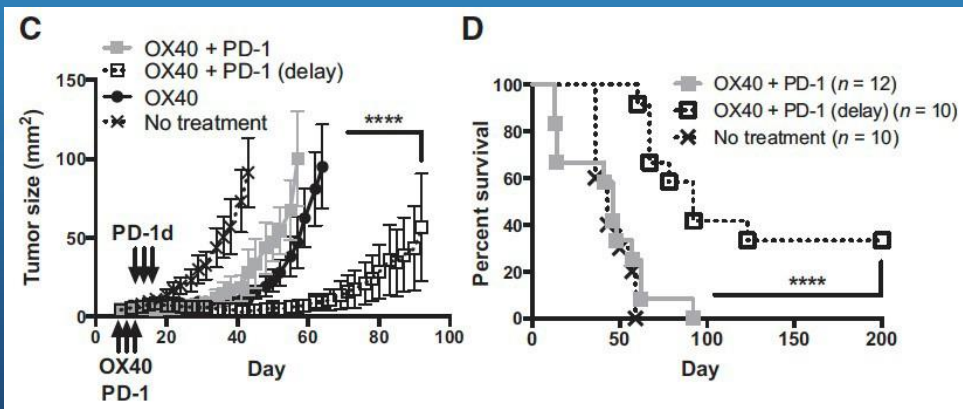 C
OX40 + PD-1
OX40 + PD-1 (delay)
OX40
No treatment
****
Tumor size (mm²)
150
100
50
0
PD-1d
0 20 40 60 80 100
OX40
PD-1
Day
D
OX40 + PD-1 (n = 12)
OX40 + PD-1 (delay) (n = 10)
No treatment (n = 10)
****
Percent survival
100
80
60
40
20
0
0 50 100 150 200
Day